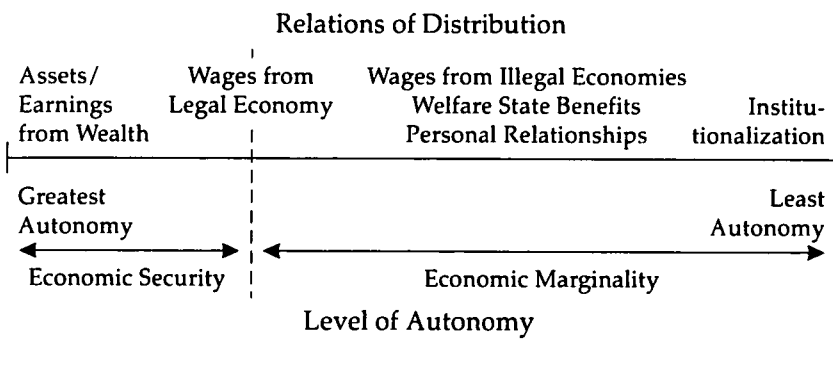 Relations of Distribution
Assets/
Earnings
from Wealth
Wages from
Legal Economy
Wages from Illegal Economies
Welfare State Benefits
Personal Relationships
Institu-
tionalization
Greatest
Autonomy
Least
Autonomy
Economic Security
Economic Marginality
Level of Autonomy